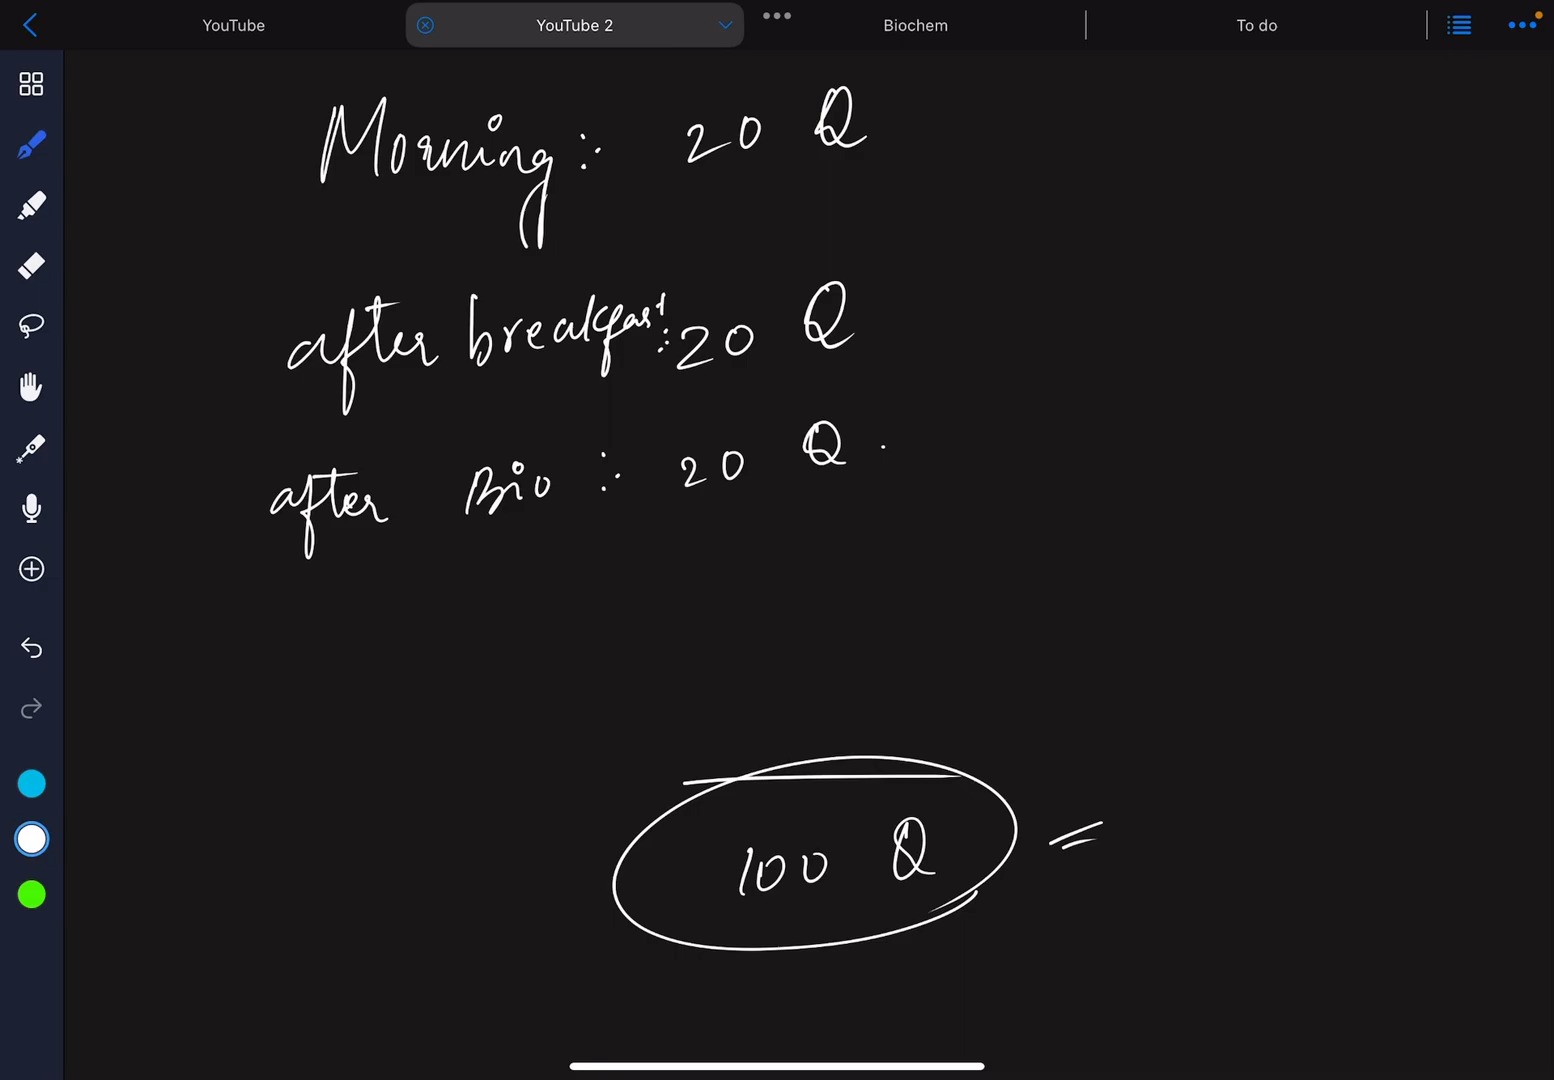 YouTube YouTube 2 Biochem To do
Morning : 20 Q
after breakfast : 20 Q
after Bio : 20 Q .
100 Q =